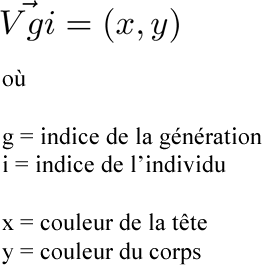 V⃗gi = (x, y)
où
g = indice de la génération
i = indice de l'individu
x = couleur de la tête
y = couleur du corps